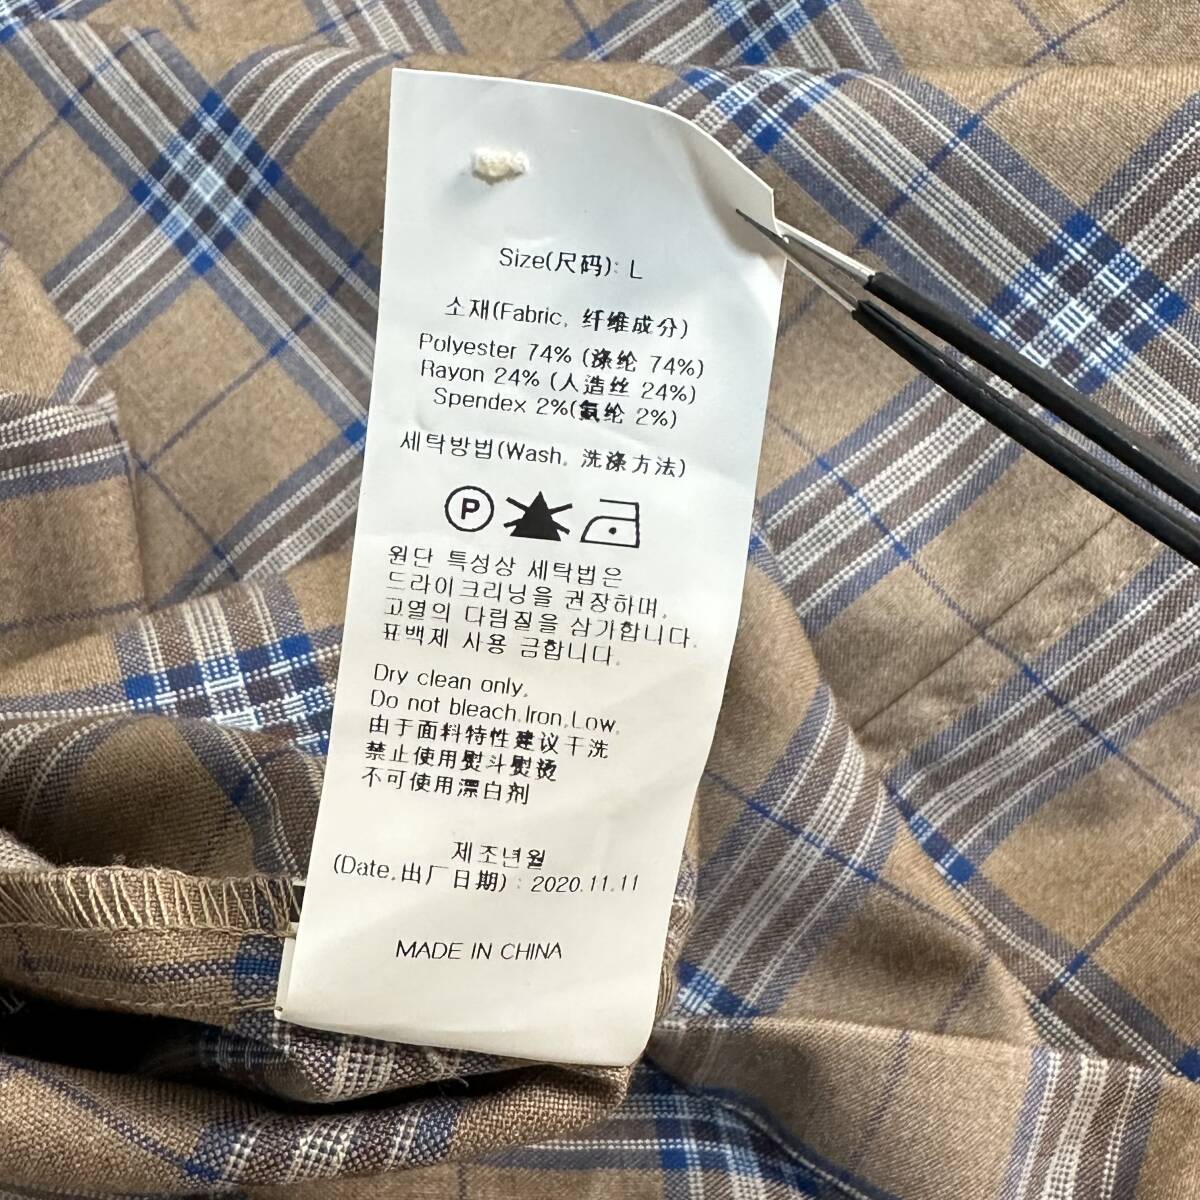 Size(尺码): L
소재(Fabric, 纤维成分)
Polyester 74% (涤纶 74%)
Rayon 24% (人造丝 24%)
Spendex 2%(氨纶 2%)
세탁방법(Wash, 洗涤方法)
P
원단 특성상 세탁법은
드라이크리닝을 권장하며,
고열의 다림질을 삼가합니다.
표백제 사용 금합니다.
Dry clean only,
Do not bleach,Iron,Low,
由于面料特性建议干洗
禁止使用熨斗熨烫
不可使用漂白剂
제조년월
(Date,出厂日期) : 2020.11.11
MADE IN CHINA